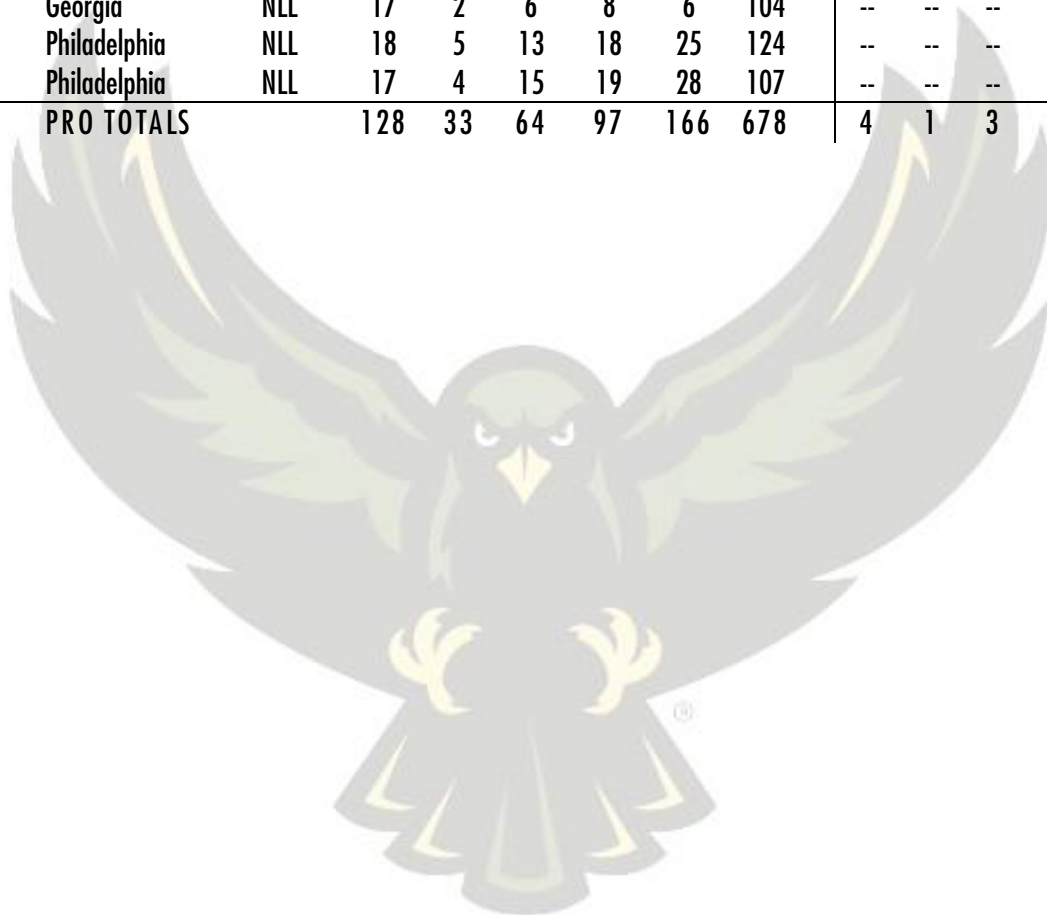 Georgia NLL 17 2 6 8 6 104 -- -- --
Philadelphia NLL 18 5 13 18 25 124 -- -- --
Philadelphia NLL 17 4 15 19 28 107 -- -- --
PRO TOTALS 128 33 64 97 166 678 4 1 3
®